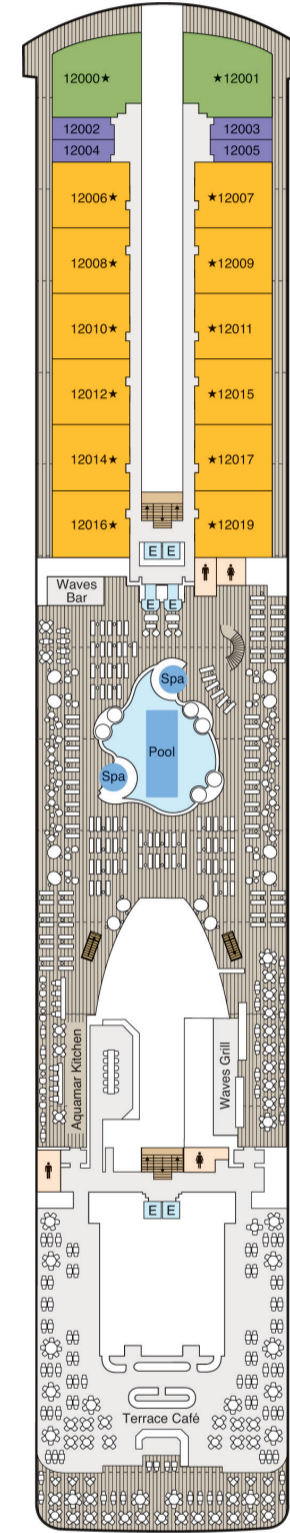 12000★ ★12001
12002 12003
12004 12005
12006★ ★12007
12008★ ★12009
12010★ ★12011
12012★ ★12015
12014★ ★12017
12016★ ★12019
E E
Waves
Bar
E E
Spa
Pool
Spa
Aquamar Kitchen
Waves Grill
E E
Terrace Café